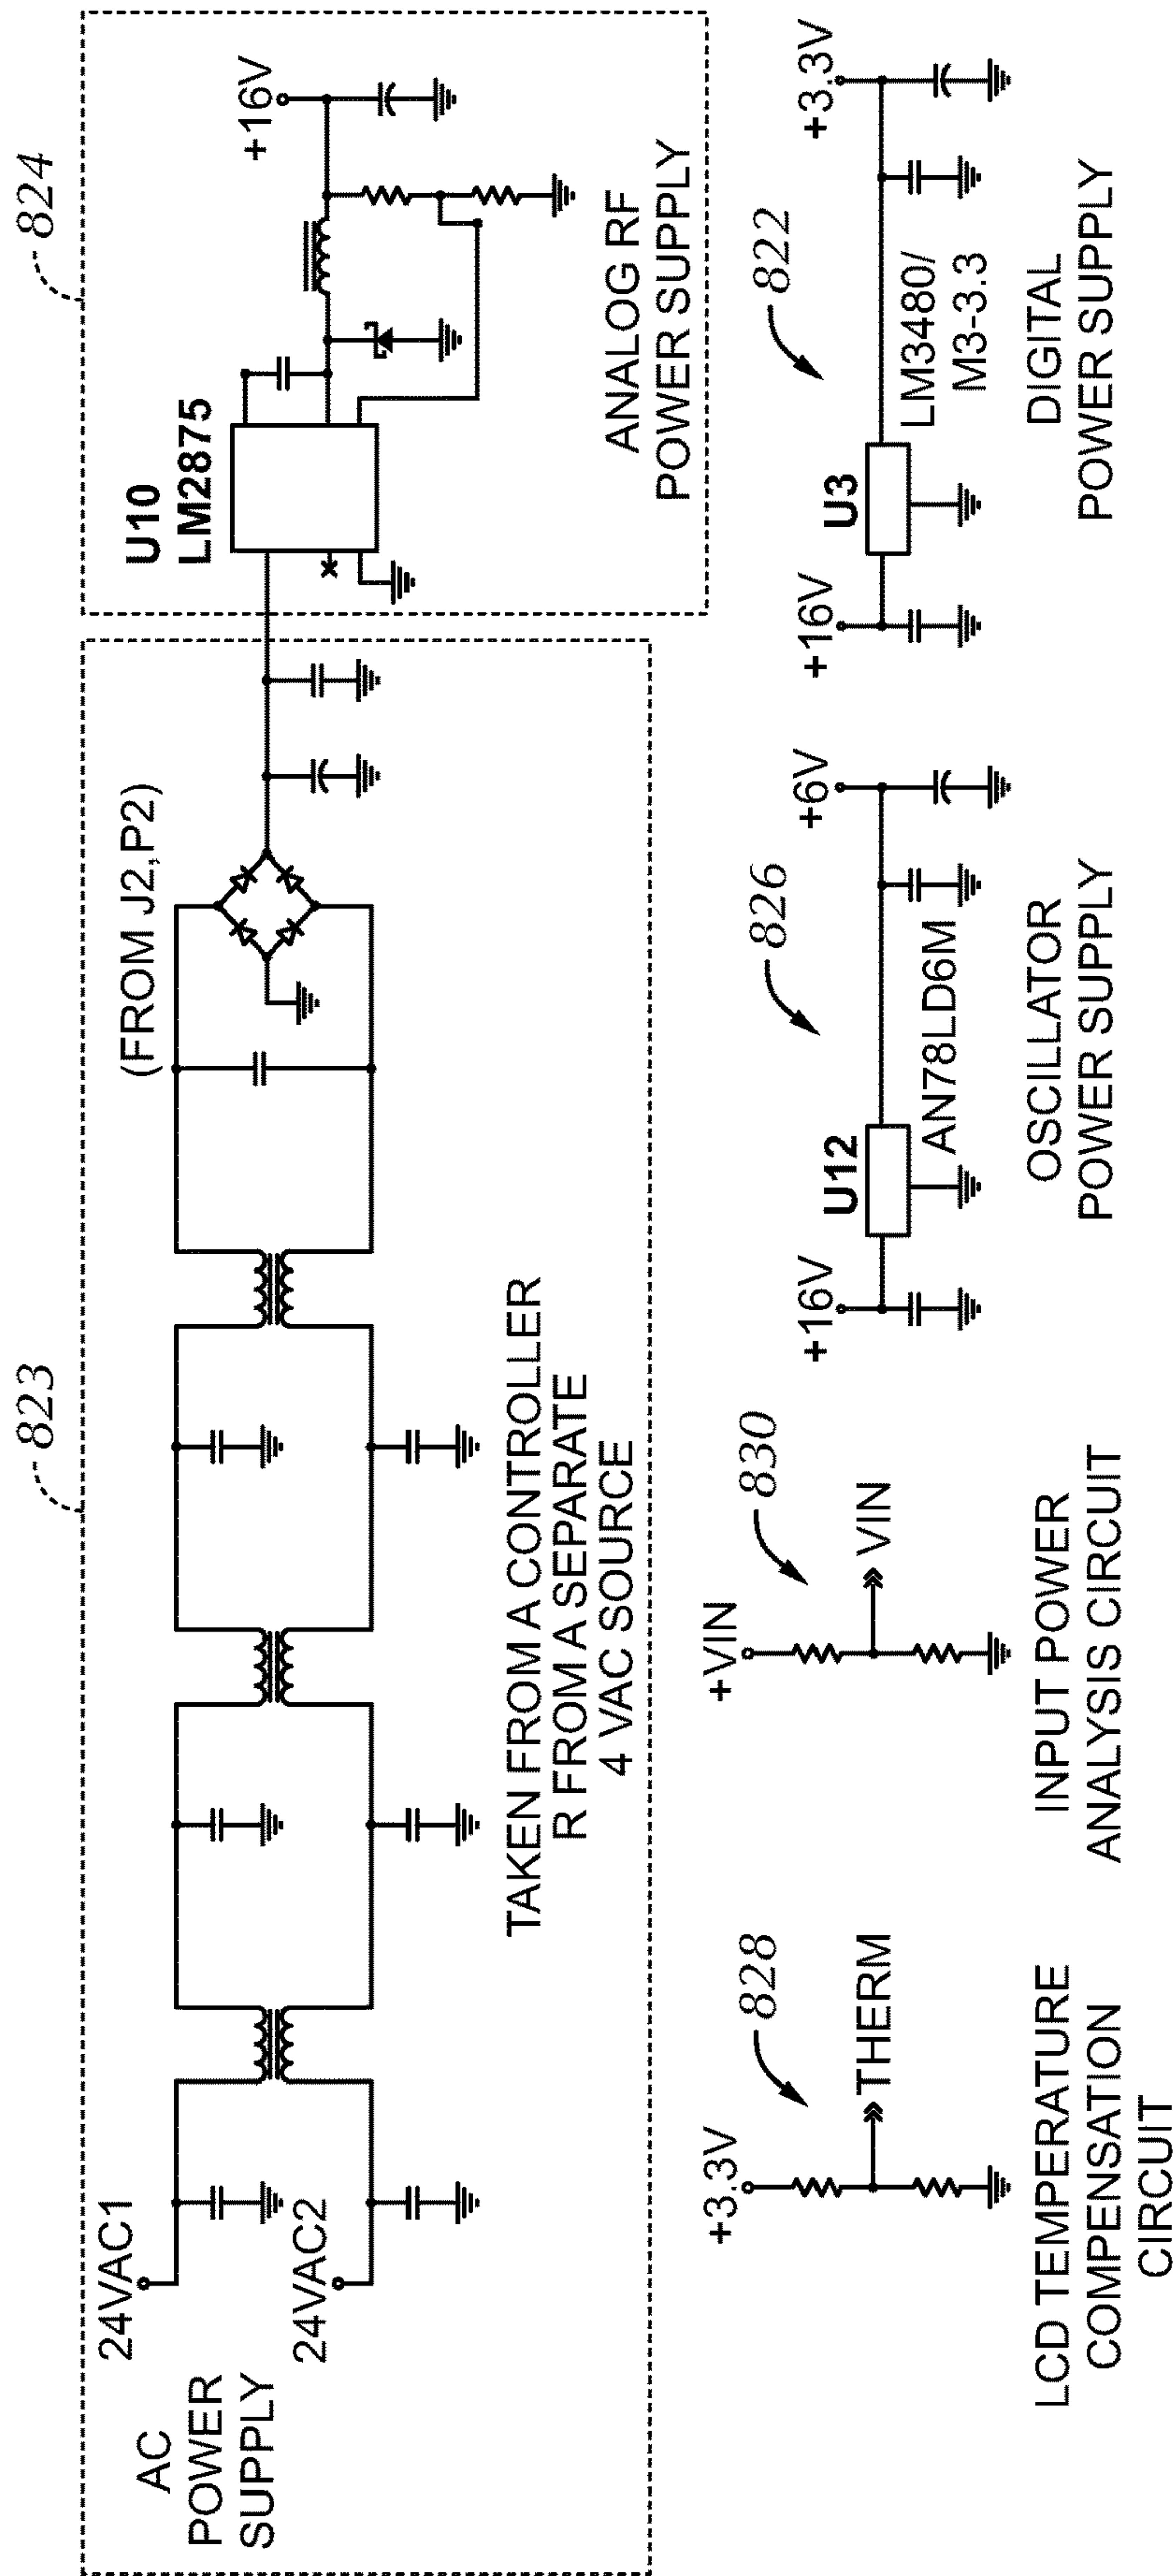 823
824
AC
POWER
SUPPLY
24VAC1
24VAC2
(FROM J2,P2)
TAKEN FROM A CONTROLLER
R FROM A SEPARATE
4 VAC SOURCE
U10
LM2875
+16V
ANALOG RF
POWER SUPPLY
828
+3.3V
THERM
LCD TEMPERATURE
COMPENSATION
CIRCUIT
830
+VIN
VIN
INPUT POWER
ANALYSIS CIRCUIT
826
+16V
U12
AN78LD6M
+6V
OSCILLATOR
POWER SUPPLY
822
+16V
U3
LM3480/
M3-3.3
+3.3V
DIGITAL
POWER SUPPLY